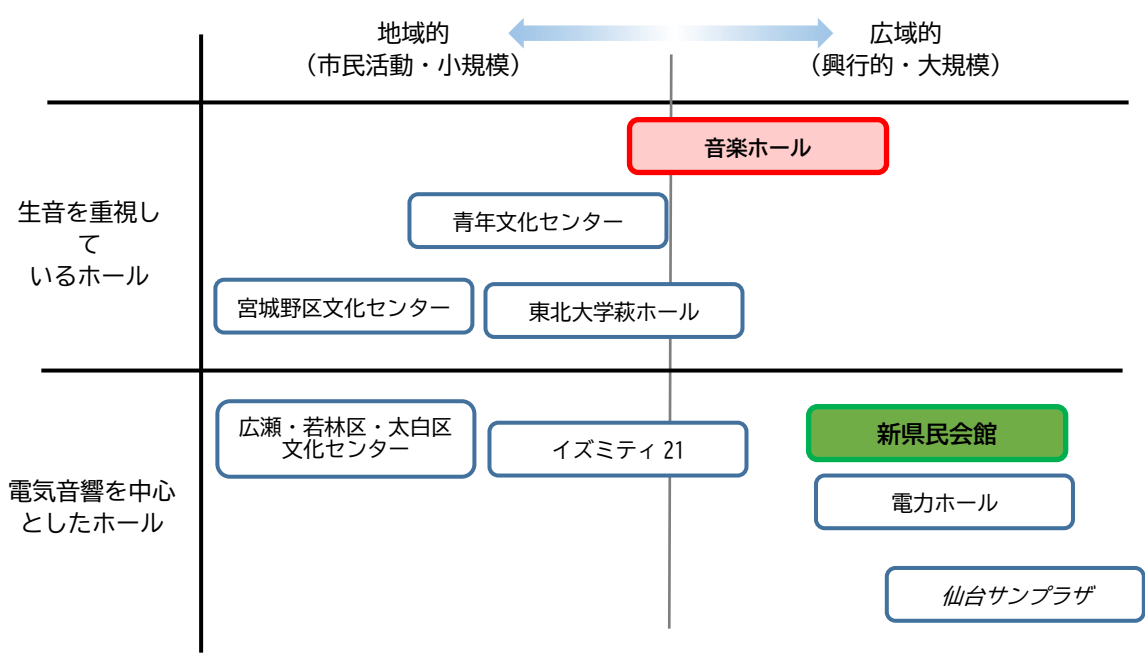 地域的
（市民活動・小規模）
広域的
（興行的・大規模）
生音を重視し
て
いるホール
音楽ホール
青年文化センター
宮城野区文化センター
東北大学萩ホール
電気音響を中心
としたホール
広瀬・若林区・太白区
文化センター
イズミティ 21
新県民会館
電力ホール
仙台サンプラザ